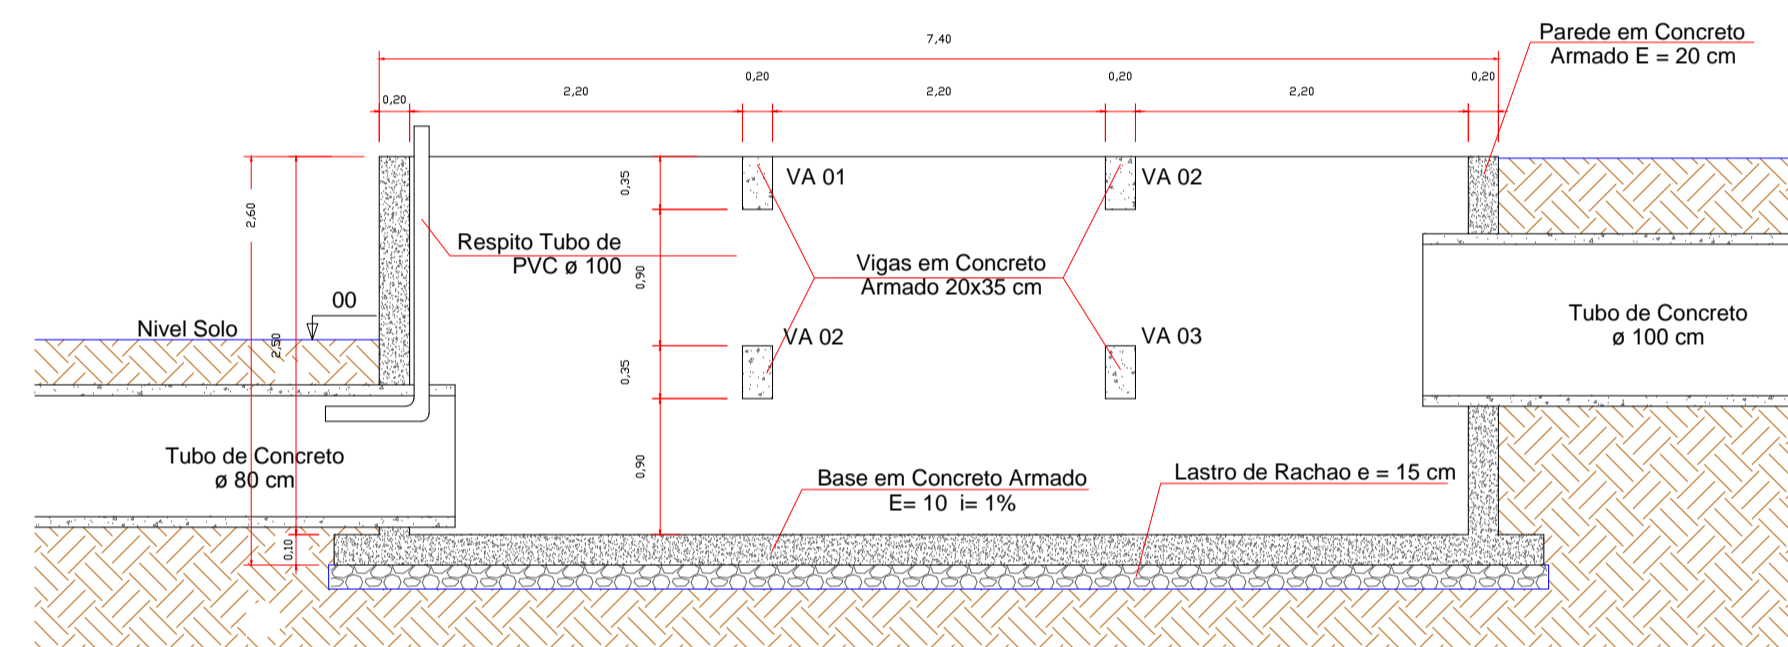 7,40
Parede em Concreto
Armado E = 20 cm
0,20
0,20
0,20
0,20
2,20
2,20
2,20
VA 01
VA 02
0,35
2,60
Respito Tubo de
PVC ø 100
Vigas em Concreto
Armado 20x35 cm
0,90
00
Nivel Solo
2,50
VA 02
VA 03
Tubo de Concreto
ø 100 cm
0,35
Tubo de Concreto
ø 80 cm
0,90
Base em Concreto Armado
E= 10 i= 1%
Lastro de Rachao e = 15 cm
0,10